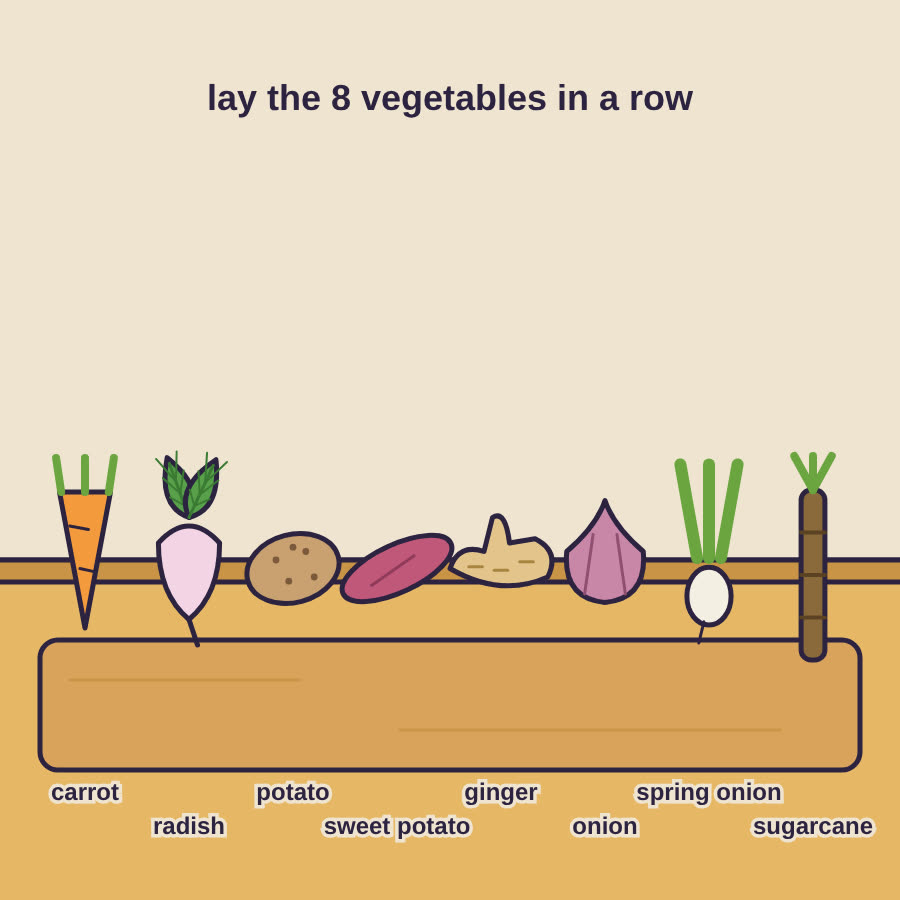 lay the 8 vegetables in a row
carrot
potato
ginger
spring onion
radish
sweet potato
onion
sugarcane